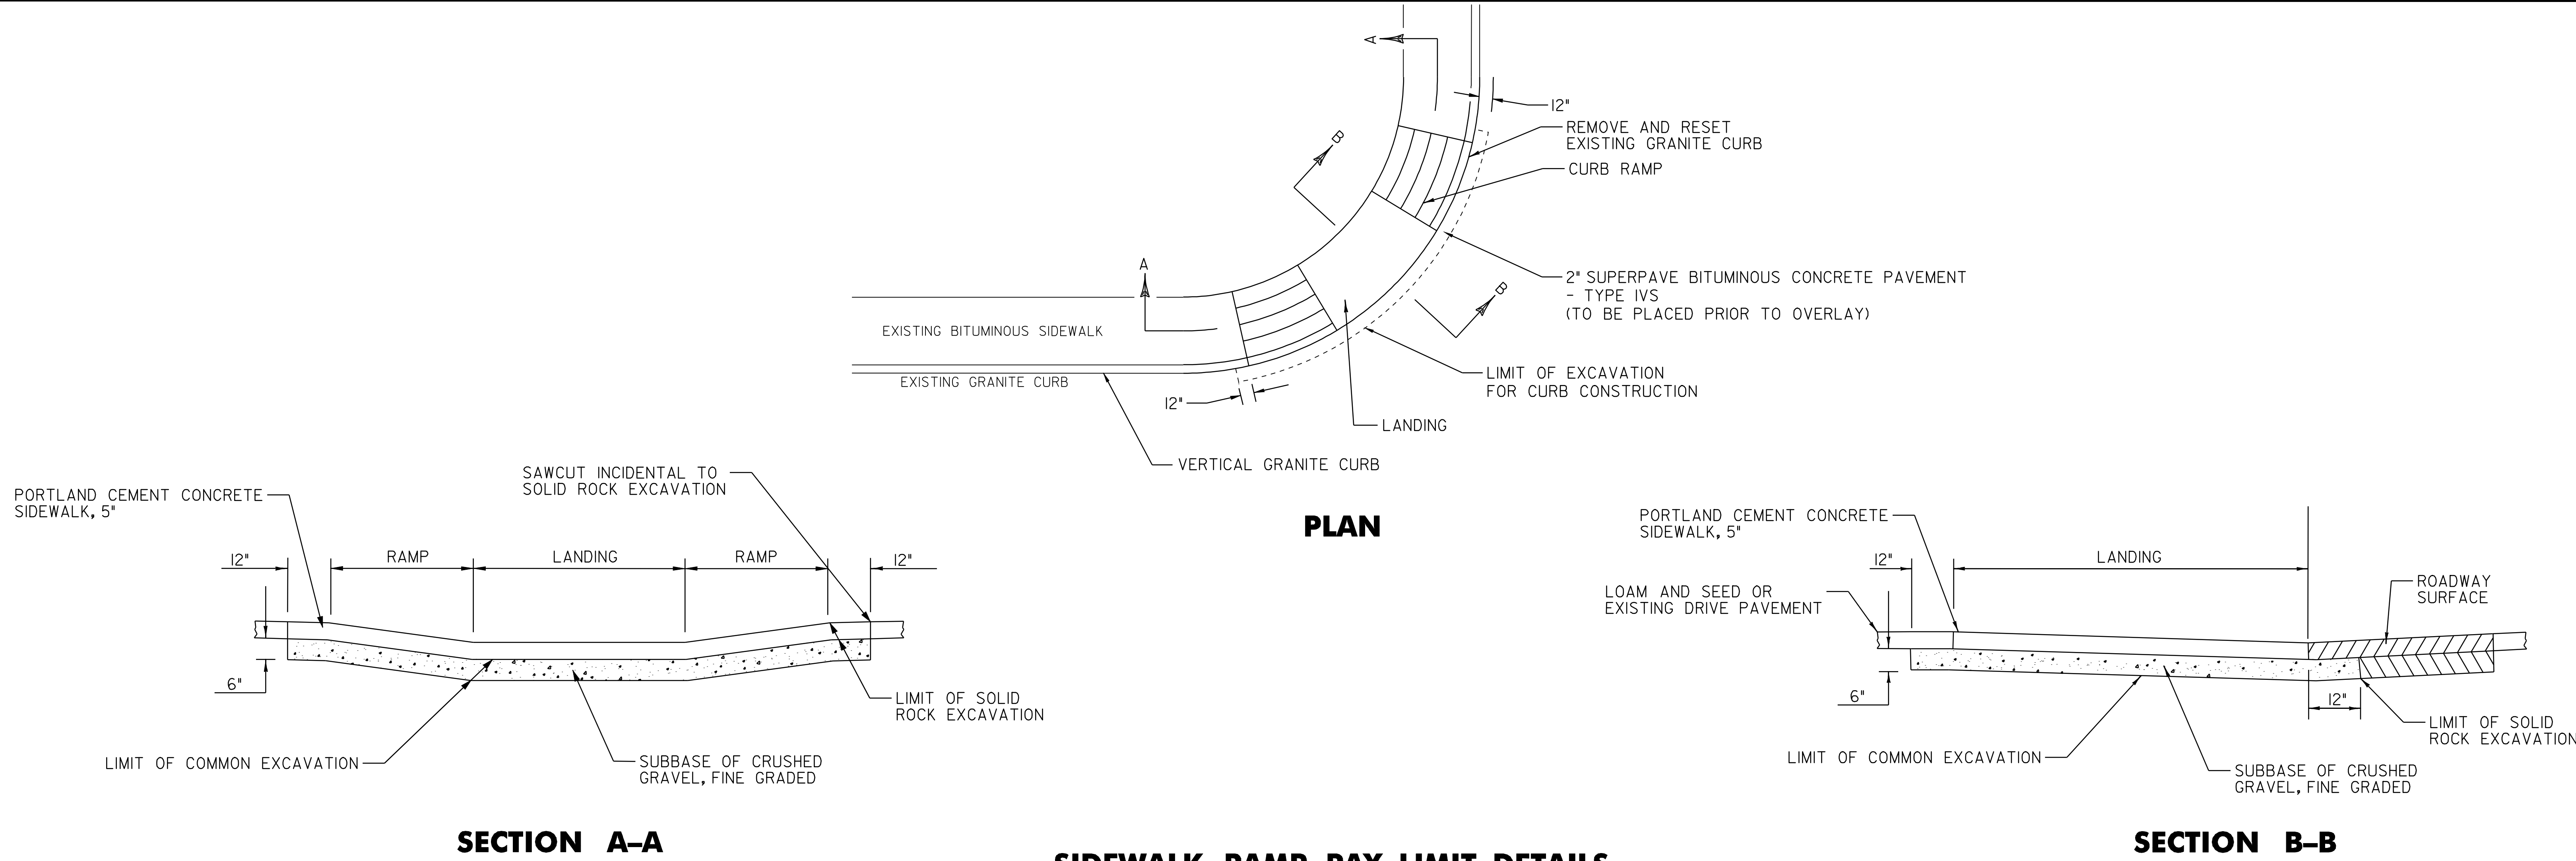 A
12"
REMOVE AND RESET
EXISTING GRANITE CURB
CURB RAMP
B
2" SUPERPAVE BITUMINOUS CONCRETE PAVEMENT
- TYPE IVS
(TO BE PLACED PRIOR TO OVERLAY)
A
B
EXISTING BITUMINOUS SIDEWALK
EXISTING GRANITE CURB
LIMIT OF EXCAVATION
FOR CURB CONSTRUCTION
12"
LANDING
VERTICAL GRANITE CURB
PLAN
SAWCUT INCIDENTAL TO
SOLID ROCK EXCAVATION
PORTLAND CEMENT CONCRETE
SIDEWALK, 5"
12"
RAMP
LANDING
RAMP
12"
6"
LIMIT OF SOLID
ROCK EXCAVATION
LIMIT OF COMMON EXCAVATION
SUBBASE OF CRUSHED
GRAVEL, FINE GRADED
SECTION A-A
PORTLAND CEMENT CONCRETE
SIDEWALK, 5"
12"
LANDING
LOAM AND SEED OR
EXISTING DRIVE PAVEMENT
ROADWAY
SURFACE
6"
12"
LIMIT OF SOLID
ROCK EXCAVATION
LIMIT OF COMMON EXCAVATION
SUBBASE OF CRUSHED
GRAVEL, FINE GRADED
SECTION B-B
SIDEWALK RAMP PAY LIMIT DETAILS